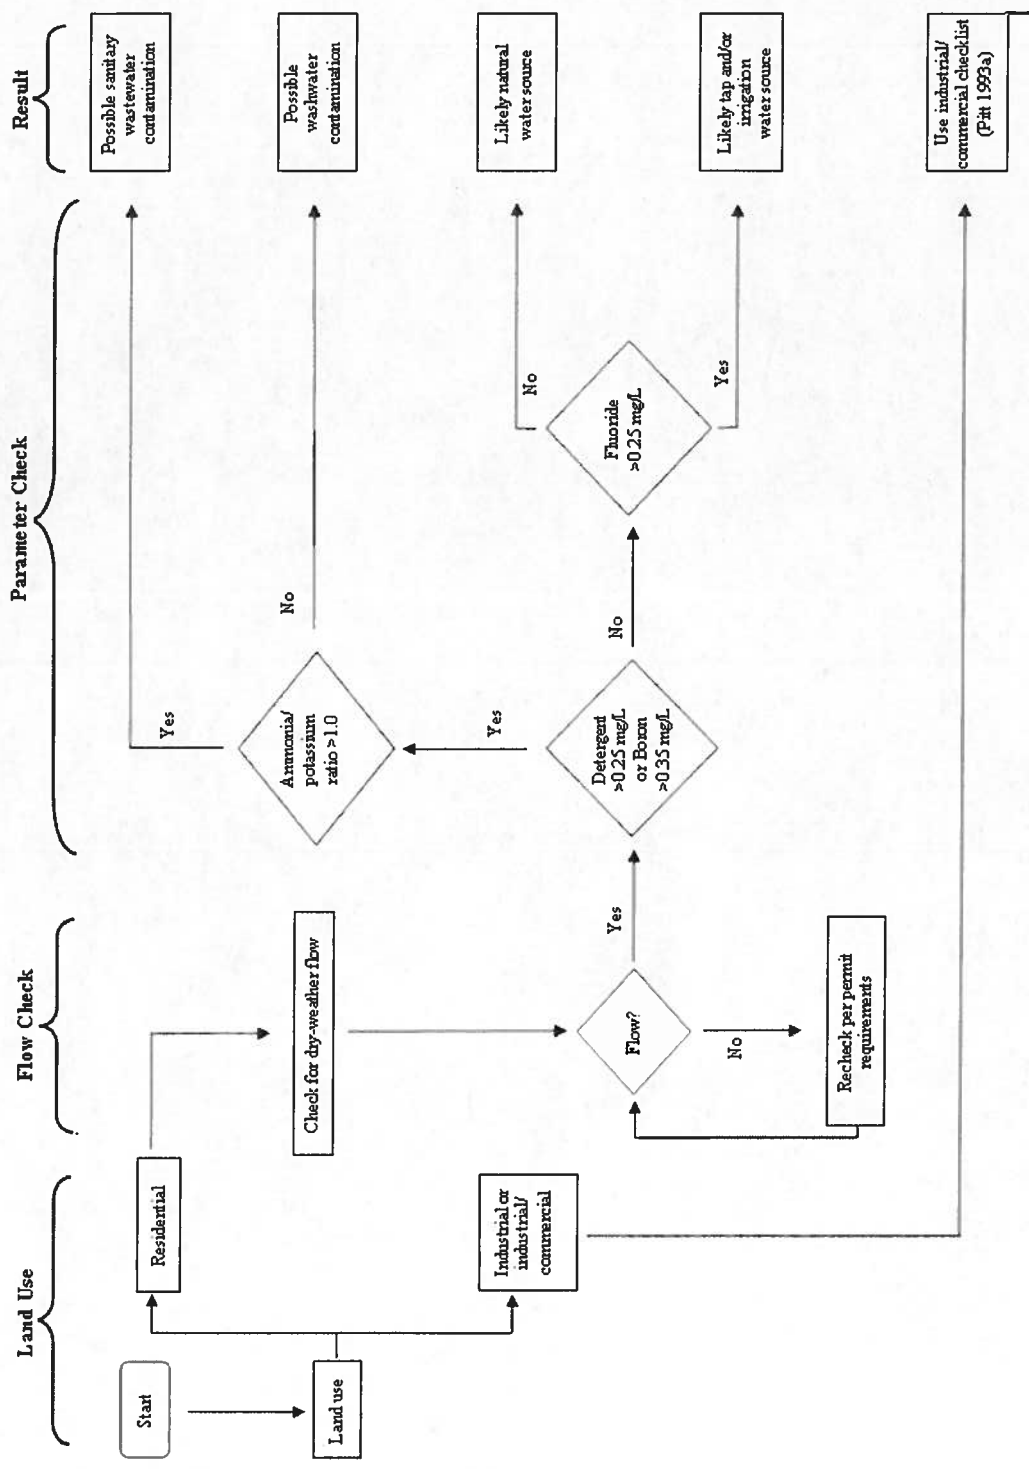 Land Use
Flow Check
Parameter Check
Result
Start
Land use
Residential
Industrial or
industrial/
commercial
Check for dry-weather flow
Flow?
No
Recheck per permit
requirements
Yes
Detergent
>0.25 mg/L
or Boron
>0.35 mg/L
Yes
Ammonia/
potassium
ratio >1.0
Yes
No
No
Fluoride
>0.25 mg/L
No
Yes
Possible sanitary
wastewater
contamination
Possible
washwater
contamination
Likely natural
water source
Likely tap and/or
irrigation
water source
Use industrial/
commercial checklist
(Pitt 1993a)